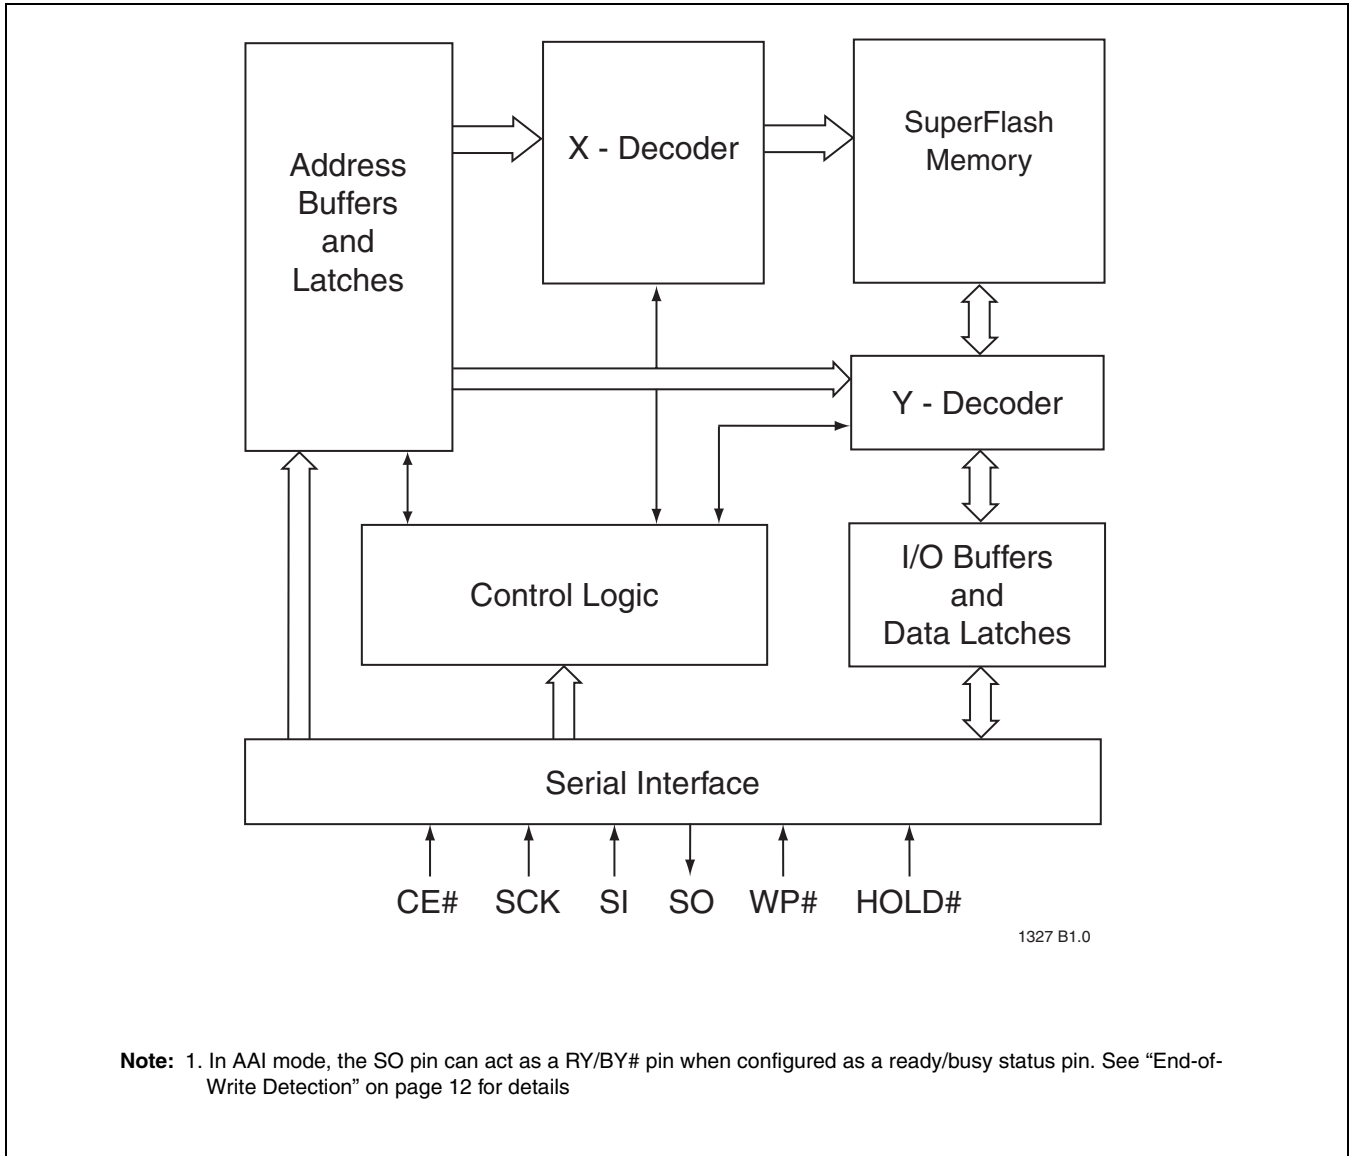 Address
Buffers
and
Latches
X - Decoder
SuperFlash
Memory
Y - Decoder
Control Logic
I/O Buffers
and
Data Latches
Serial Interface
CE# SCK SI SO WP# HOLD#
1327 B1.0
Note: 1. In AAI mode, the SO pin can act as a RY/BY# pin when configured as a ready/busy status pin. See “End-of-
Write Detection” on page 12 for details